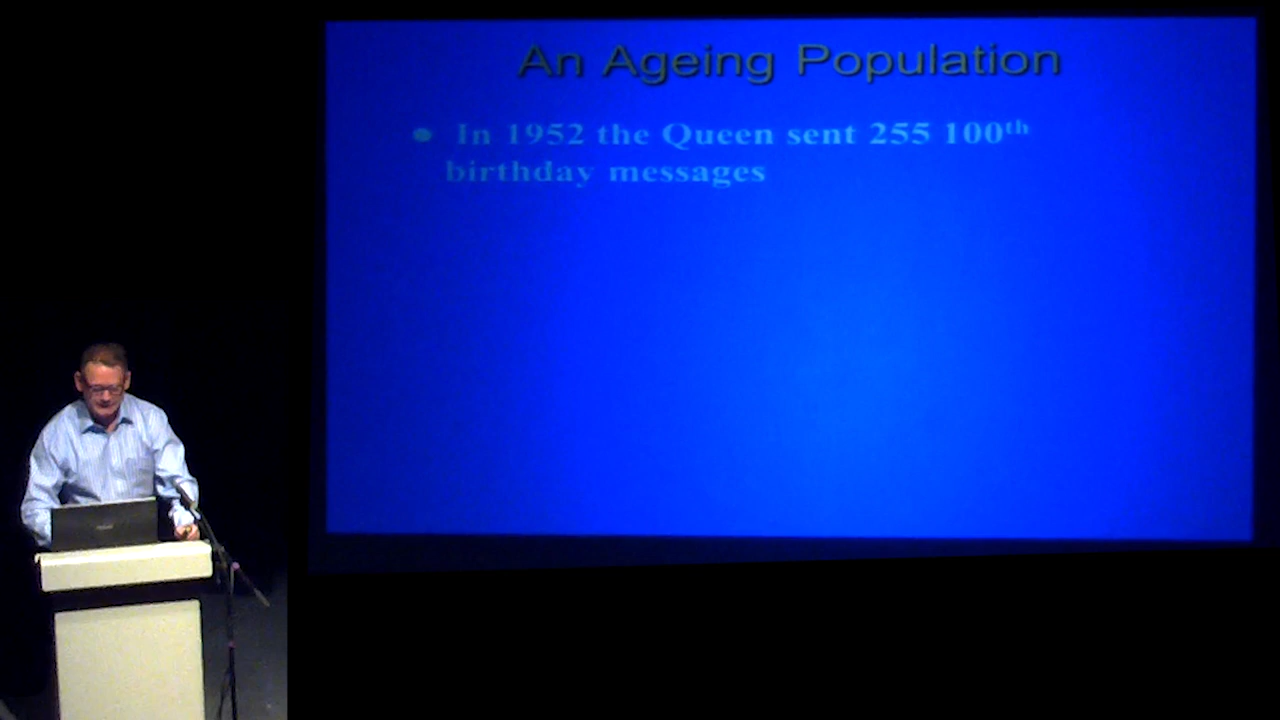 An Ageing Population
• In 1952 the Queen sent 255 100th
birthday messages